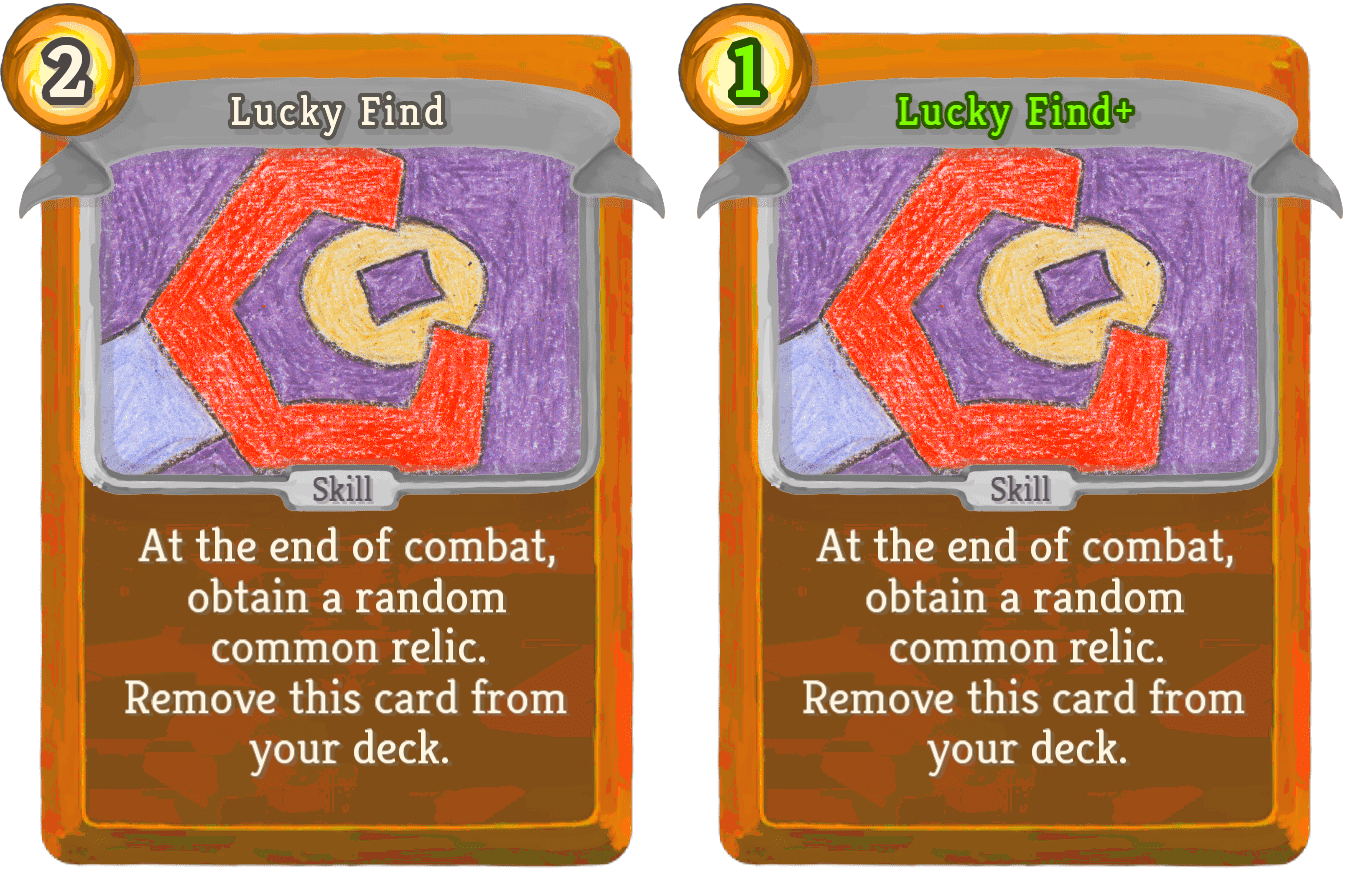 2
Lucky Find
Skill
At the end of combat,
obtain a random
common relic.
Remove this card from
your deck.
1
Lucky Find+
Skill
At the end of combat,
obtain a random
common relic.
Remove this card from
your deck.